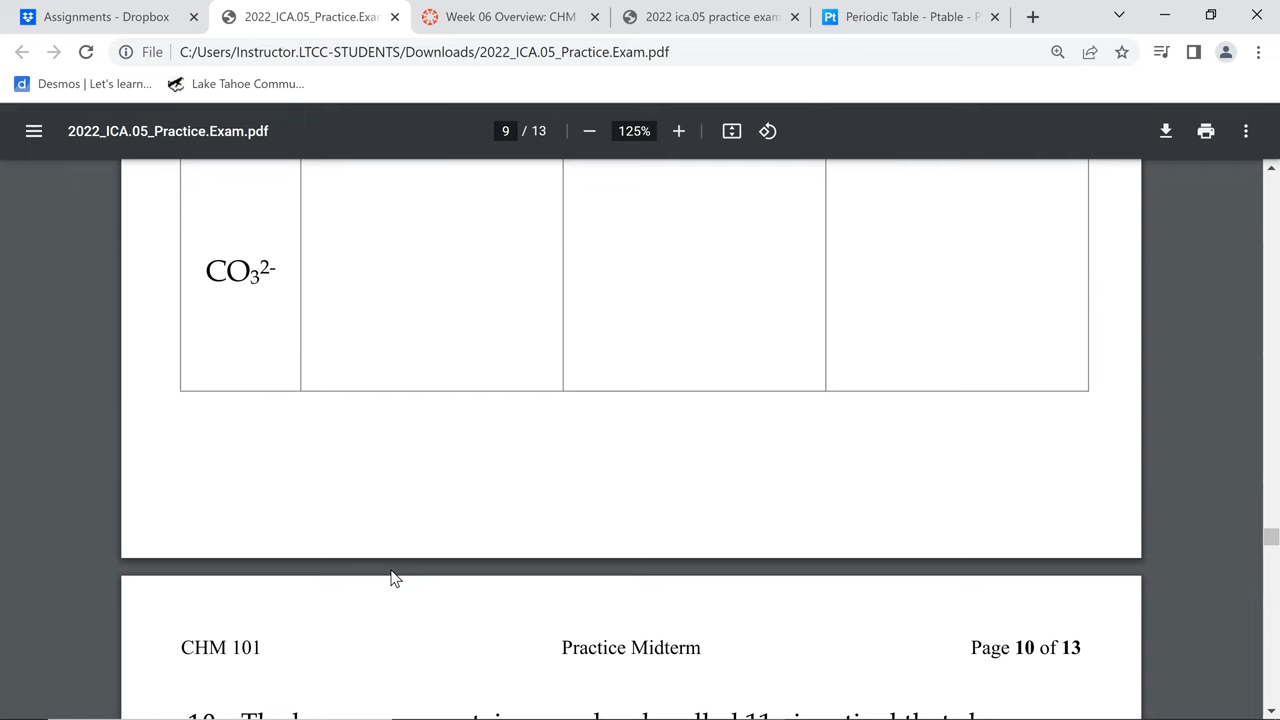 Assignments - Dropbox
2022_ICA.05_Practice.Exa
Week 06 Overview: CHM
2022 ica.05 practice exam
Pt Periodic Table - Ptable - P
File C:/Users/Instructor.LTCC-STUDENTS/Downloads/2022_ICA.05_Practice.Exam.pdf
d Desmos | Let's learn... Lake Tahoe Commu...
2022_ICA.05_Practice.Exam.pdf 9 / 13 125%
CO₃²⁻
CHM 101 Practice Midterm Page 10 of 13